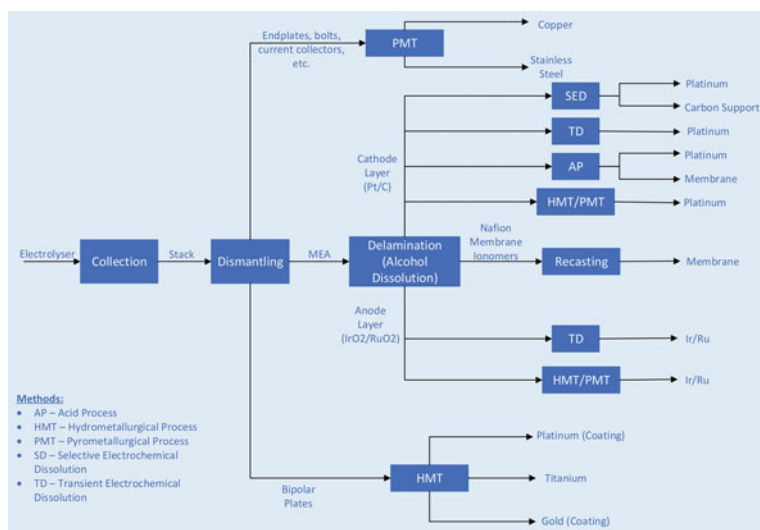 Endplates, bolts,
current collectors,
etc.
PMT
Copper
Stainless
Steel
SED
Platinum
Carbon Support
TD
Platinum
Cathode
Layer
(Pt/C)
AP
Platinum
Membrane
HMT/PMT
Platinum
Electrolyser
Collection
Stack
Dismantling
MEA
Delamination
(Alcohol
Dissolution)
Nafion
Membrane
Ionomers
Recasting
Membrane
Anode
Layer
(IrO2/RuO2)
TD
Ir/Ru
HMT/PMT
Ir/Ru
Methods:
• AP – Acid Process
• HMT – Hydrometallurgical Process
• PMT – Pyrometallurgical Process
• SD – Selective Electrochemical
Dissolution
• TD – Transient Electrochemical
Dissolution
Bipolar
Plates
HMT
Platinum (Coating)
Titanium
Gold (Coating)